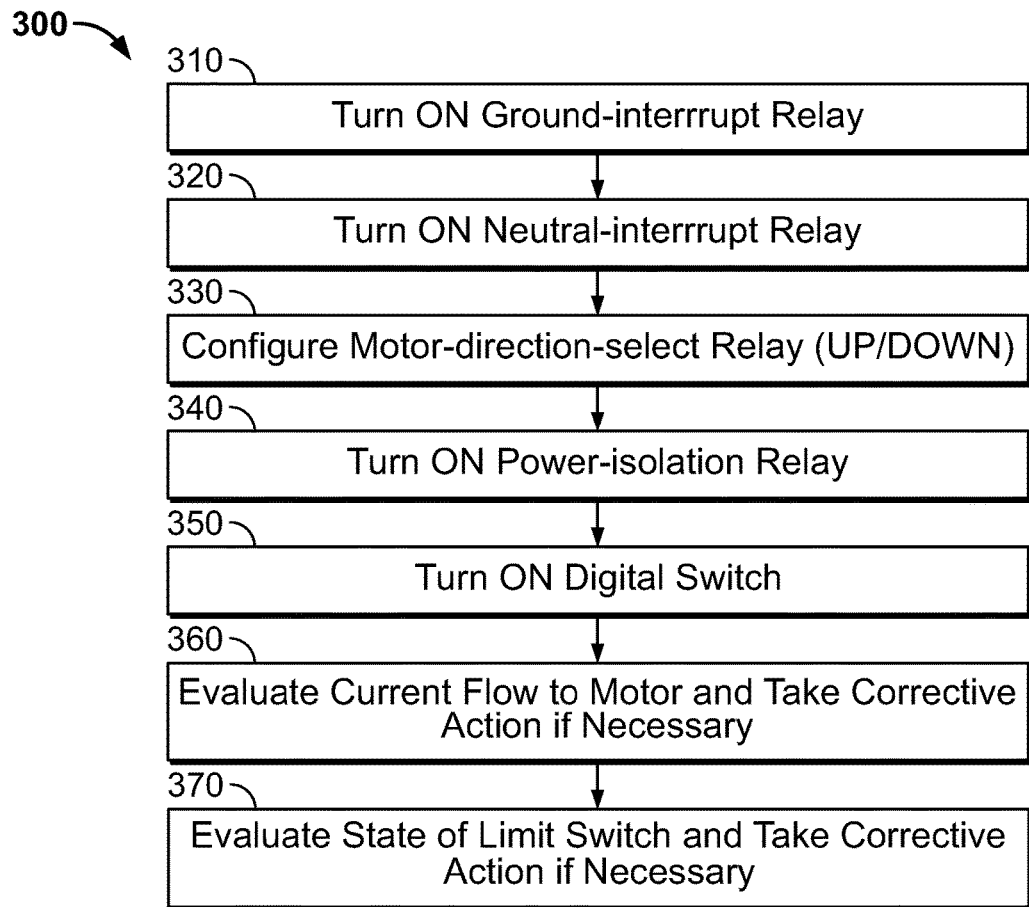 300
310
Turn ON Ground-interrrupt Relay
320
Turn ON Neutral-interrrupt Relay
330
Configure Motor-direction-select Relay (UP/DOWN)
340
Turn ON Power-isolation Relay
350
Turn ON Digital Switch
360
Evaluate Current Flow to Motor and Take Corrective
Action if Necessary
370
Evaluate State of Limit Switch and Take Corrective
Action if Necessary